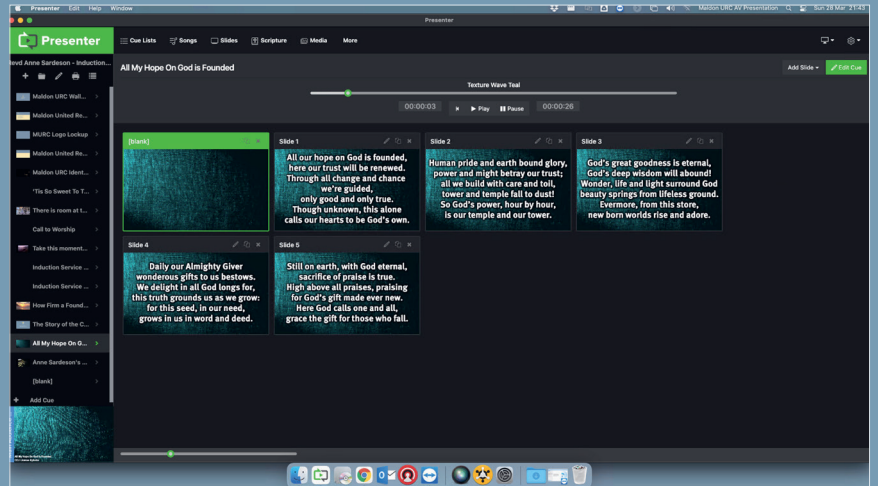 Presenter Edit Help Window
Maldon URC AV Presentation
Sun 28 Mar 21:43
Presenter
Presenter
Cue Lists Songs Slides Scripture Media More
Revd Anne Sardeson - Induction...
Maldon URC Wall...
Maldon United Re...
MURC Logo Lockup
Maldon United Re...
Maldon URC Ident...
'Tis So Sweet To T...
There is room at t...
Call to Worship
Take this moment...
Induction Service ...
Induction Service ...
How Firm a Found...
The Story of the C...
All My Hope On G...
Anne Sardeson's ...
[blank]
Add Cue
All My Hope On God is Founded
Add Slide
Edit Cue
Texture Wave Teal
00:00:03 Play Pause 00:00:26
[blank]
Slide 1
All our hope on God is founded,
here our trust will be renewed.
Through all change and chance
we're guided,
only good and only true.
Though unknown, this alone
calls our hearts to be God's own.
Slide 2
Human pride and earth bound glory,
power and might betray our trust;
all we build with care and toil,
tower and temple fall to dust!
So God's power, hour by hour,
is our temple and our tower.
Slide 3
God's great goodness is eternal,
God's deep wisdom will abound!
Wonder, life and light surround God
beauty springs from lifeless ground.
Evermore, from this store,
new born worlds rise and adore.
Slide 4
Daily our Almighty Giver
wonderous gifts to us bestows.
We delight in all God longs for,
this truth grounds us as we grow:
for this seed, in our need,
grows in us in word and deed.
Slide 5
Still on earth, with God eternal,
sacrifice of praise is true.
High above all praises, praising
for God's gift made ever new.
Here God calls one and all,
grace the gift for those who fall.